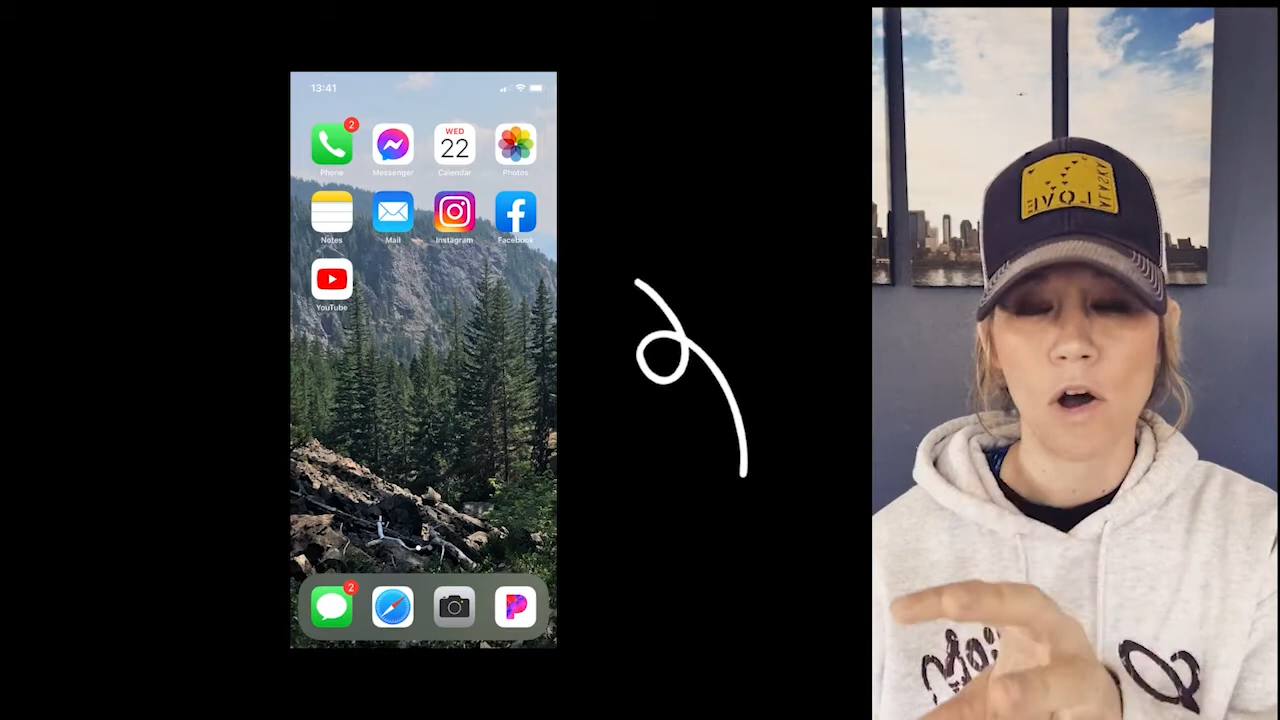 13:41
2
WED
22
Phone Messenger Calendar Photos
Notes Mail Instagram Facebook
YouTube
2